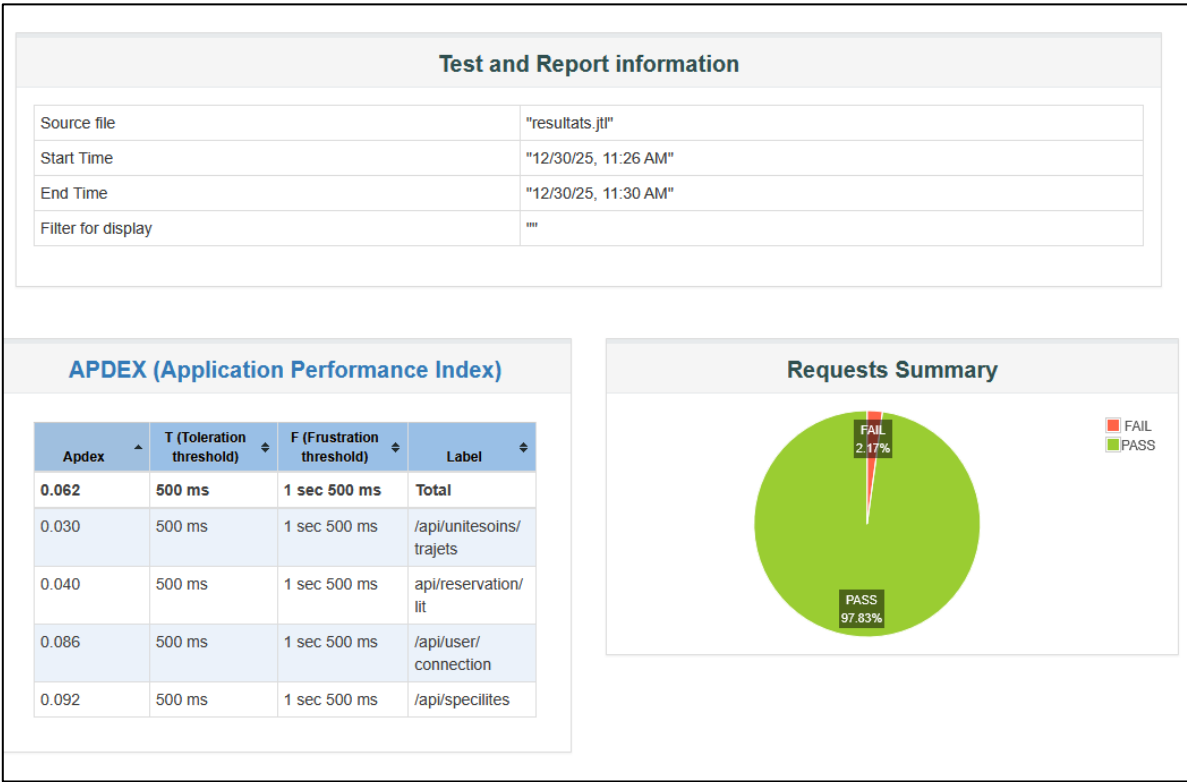 Test and Report information
Source file "resultats.jtl"
Start Time "12/30/25, 11:26 AM"
End Time "12/30/25, 11:30 AM"
Filter for display ""
APDEX (Application Performance Index)
Apdex T (Toleration threshold) F (Frustration threshold) Label
0.062 500 ms 1 sec 500 ms Total
0.030 500 ms 1 sec 500 ms /api/unitesoins/
trajets
0.040 500 ms 1 sec 500 ms api/reservation/
lit
0.086 500 ms 1 sec 500 ms /api/user/
connection
0.092 500 ms 1 sec 500 ms /api/specilites
Requests Summary
FAIL
2.17%
PASS
97.83%
FAIL
PASS